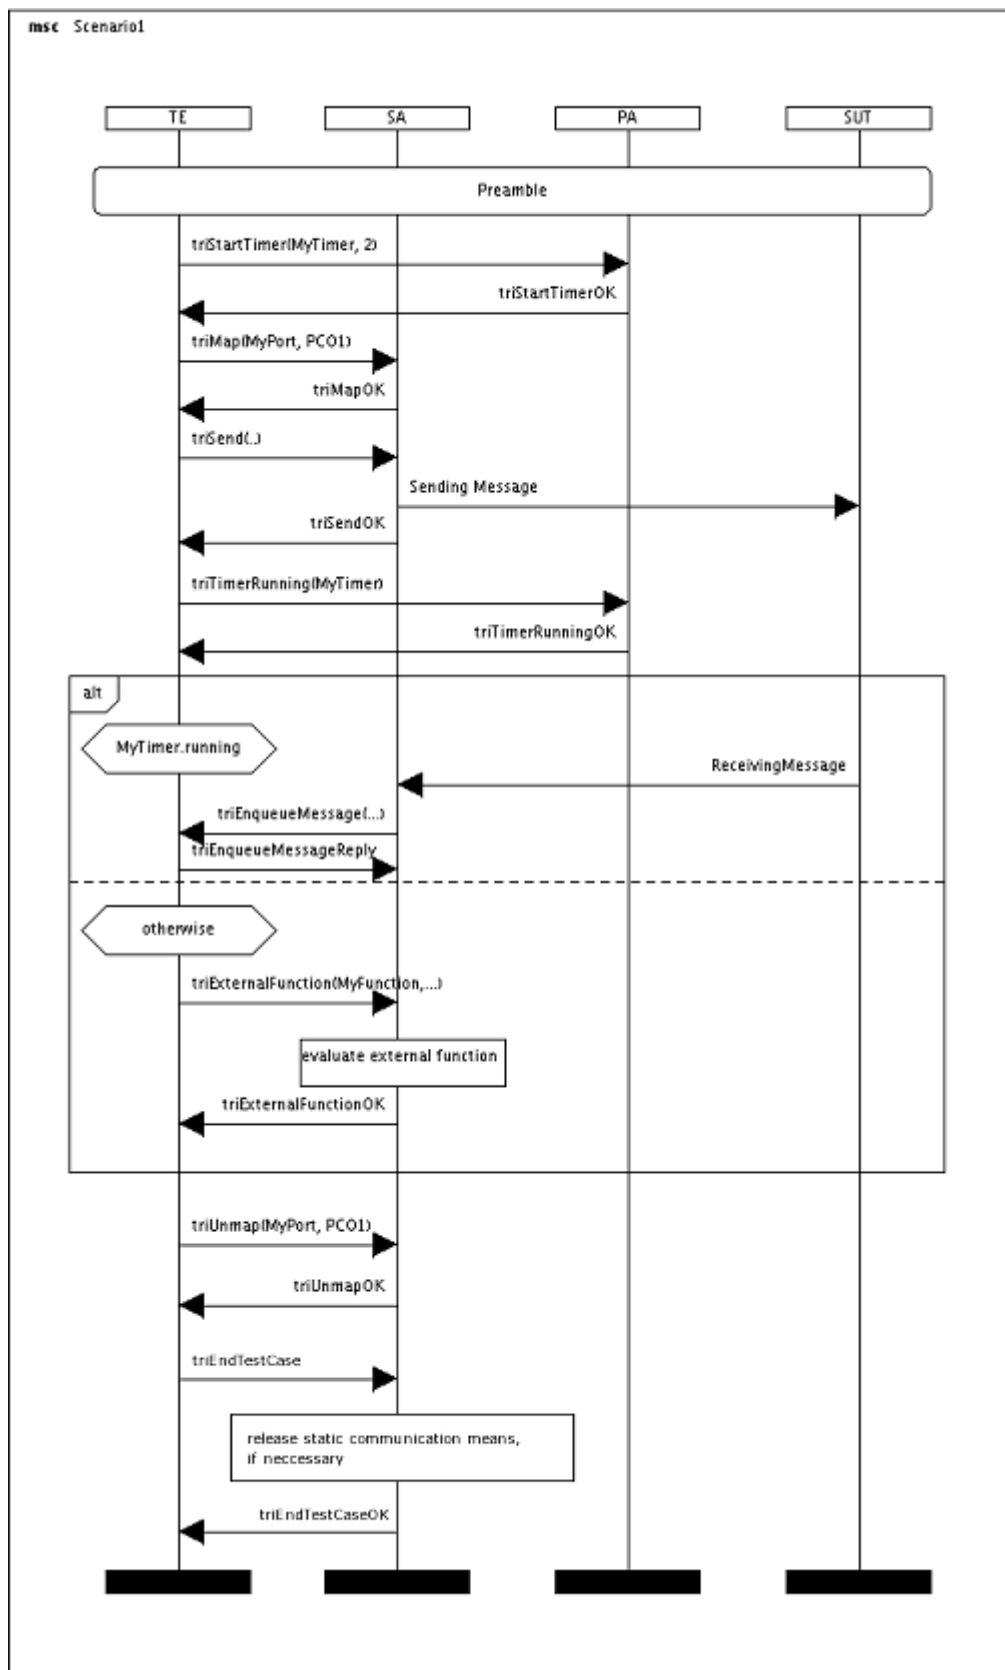 msc Scenario1
TE SA PA SUT
Preamble
triStartTimer(MyTimer, 2)
triStartTimerOK
triMap(MyPort, PCO1)
triMapOK
triSend(.)
Sending Message
triSendOK
triTimerRunning(MyTimer)
triTimerRunningOK
alt
MyTimer.running
ReceivingMessage
triEnqueueMessage(...)
triEnqueueMessageReply
otherwise
triExternalFunction(MyFunction,...)
evaluate external function
triExternalFunctionOK
triUnmap(MyPort, PCO1)
triUnmapOK
triEndTestCase
release static communication means,
if neccessary
triEndTestCaseOK